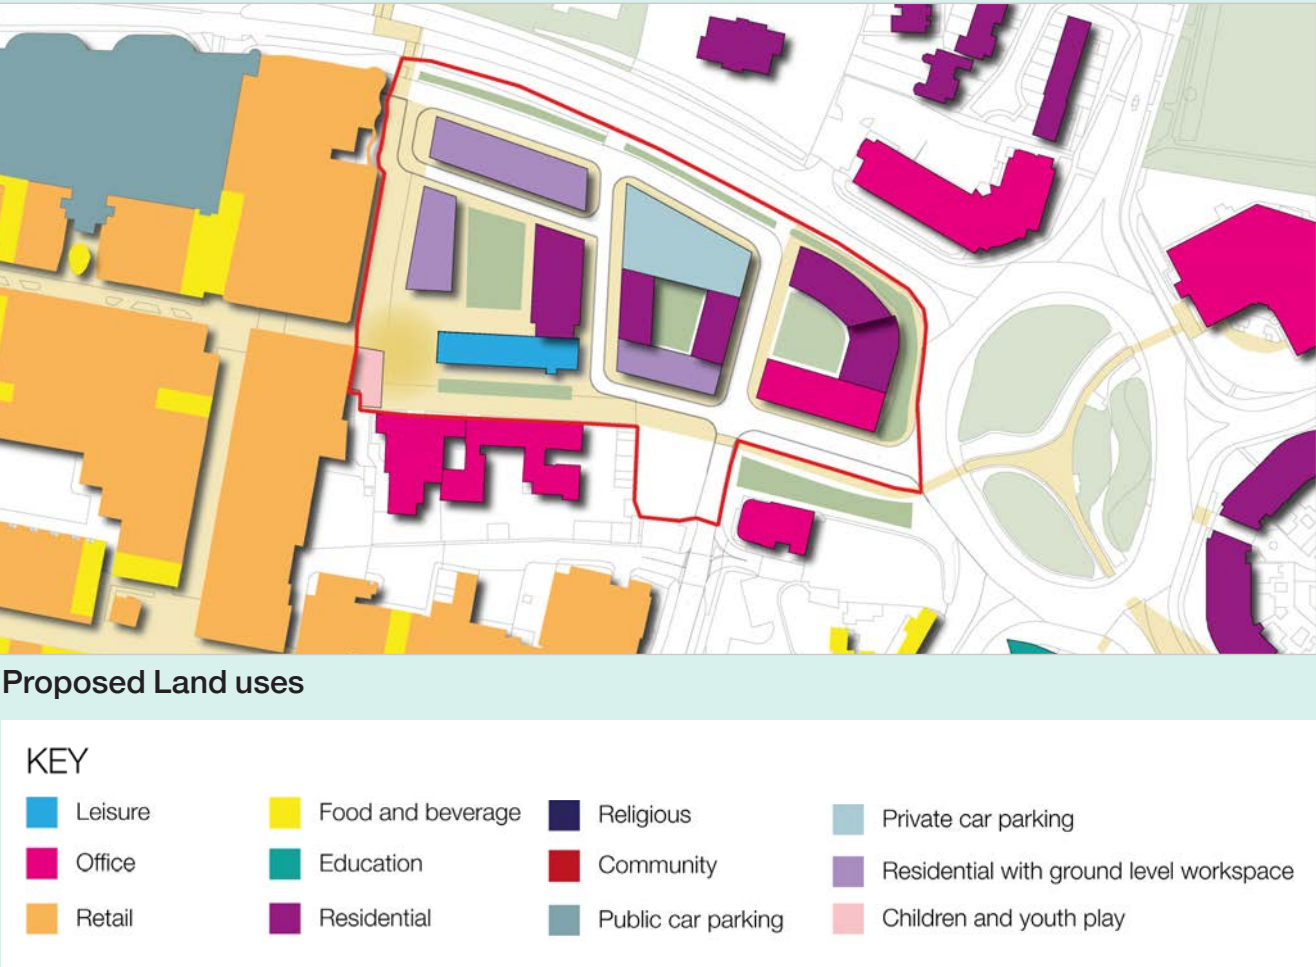 Proposed Land uses
KEY
Leisure
Food and beverage
Religious
Private car parking
Office
Education
Community
Residential with ground level workspace
Retail
Residential
Public car parking
Children and youth play